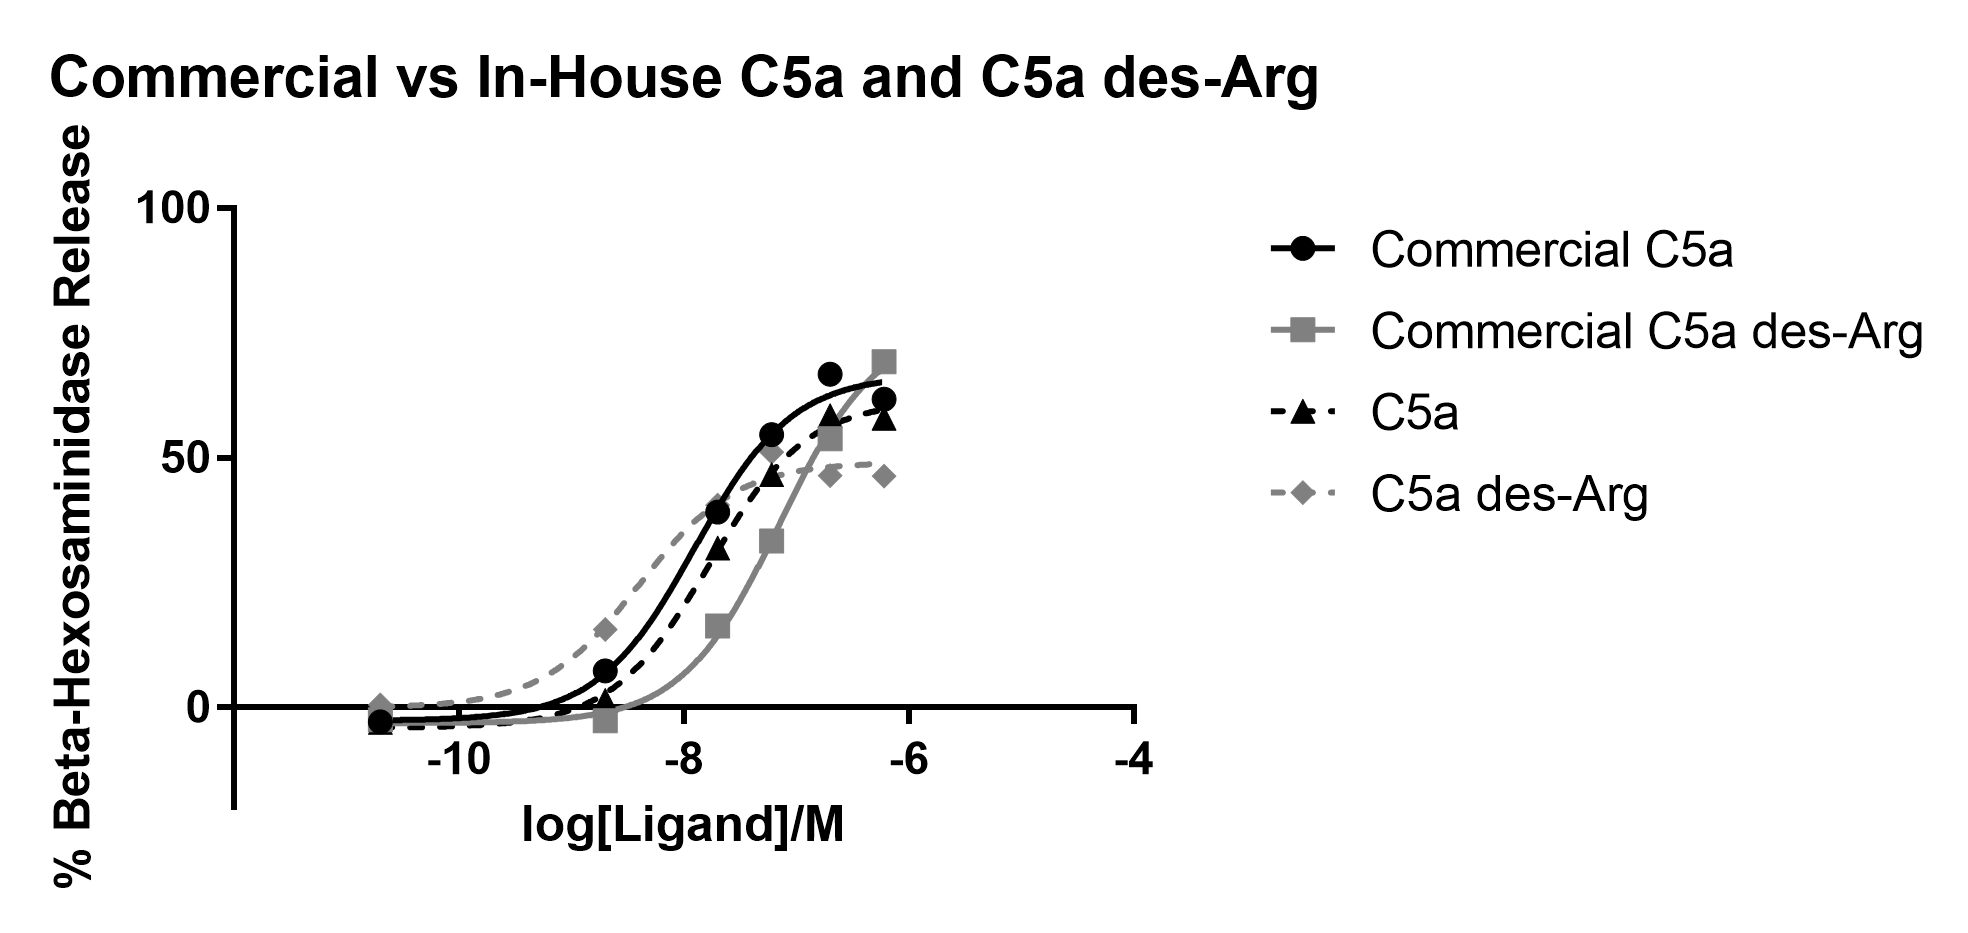 Commercial vs In-House C5a and C5a des-Arg
% Beta-Hexosaminidase Release
100
50
0
-10
-8
-6
-4
log[Ligand]/M
Commercial C5a
Commercial C5a des-Arg
C5a
C5a des-Arg